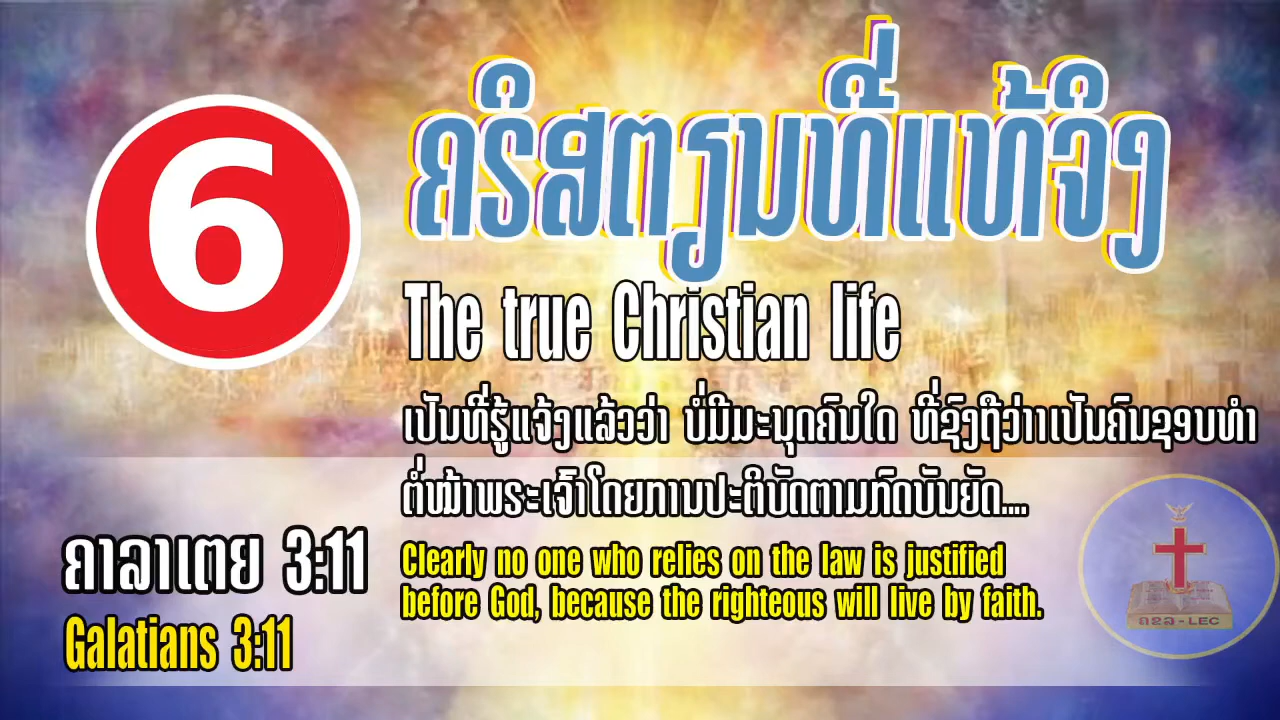 6
ຄຣິສຕຽນທີ່ແທ້ຈິງ
The true Christian life
ເປັນທີ່ຮູ້ແຈ້ງແລ້ວວ່າ ບໍ່ມີມະນຸດຄົນໃດ ທີ່ຊົງຖືວ່າາເປັນຄົນຊອບທຳ
ຕໍ່ໜ້າພຣະເຈົ້າໂດຍການປະຕິບັດຕາມກົດບັນຍັດ....
ຄາລາເຕຍ 3:11
Clearly no one who relies on the law is justified
before God, because the righteous will live by faith.
Galatians 3:11
ຄຂລ - LEC